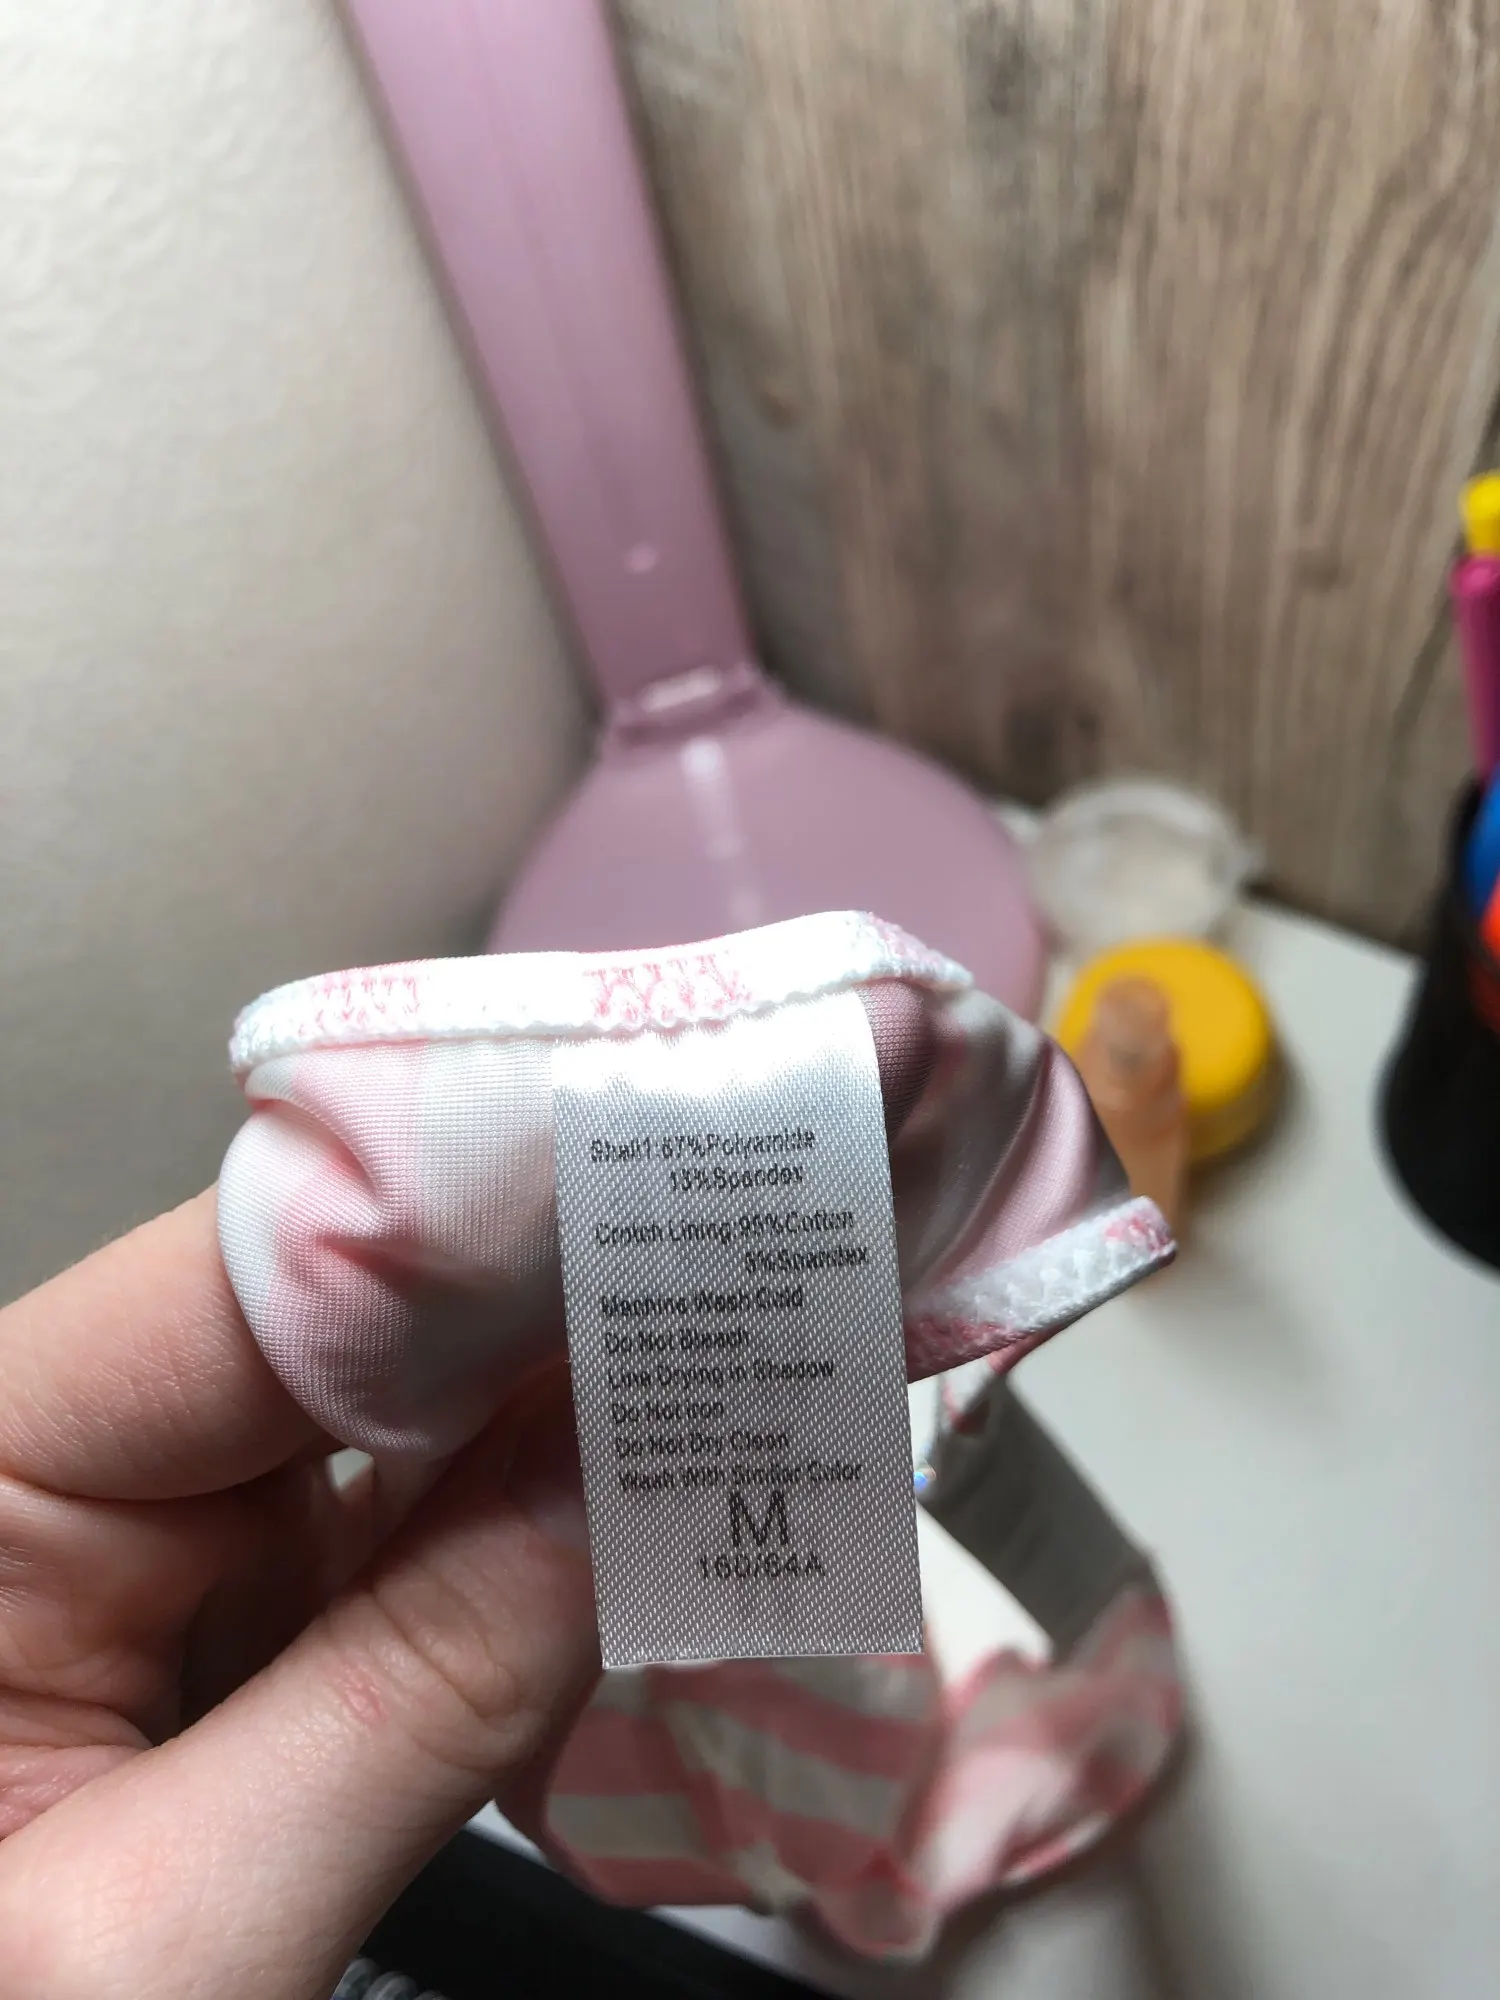 Shell1:87%Polyamide
13%Spandex
Crotch Lining:95%Cotton
5%Spandex
Machine Wash Cold
Do Not Bleach
Line Drying in Shadow
Do Not Iron
Do Not Dry Clean
Wash With Similar Color
M
160/64A